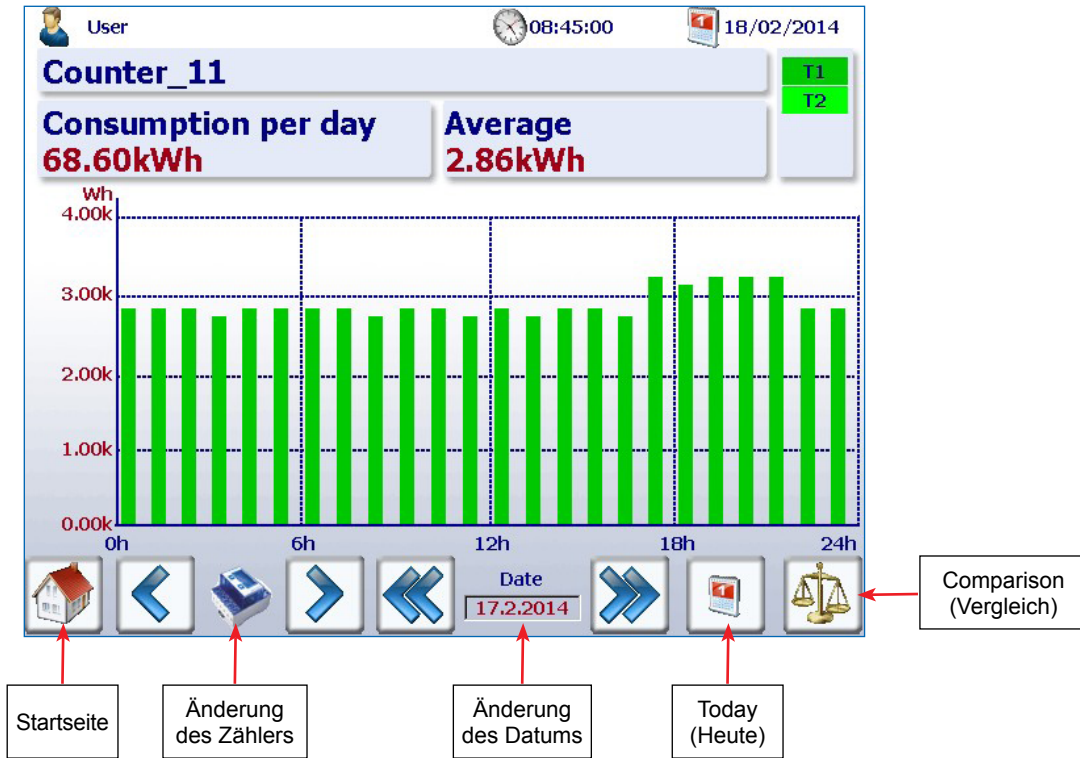 User
08:45:00
18/02/2014
Counter_11
T1
T2
Consumption per day
68.60kWh
Average
2.86kWh
Wh
4.00k
3.00k
2.00k
1.00k
0.00k
0h
6h
12h
18h
24h
Date
17.2.2014
Comparison
(Vergleich)
Startseite
Änderung
des Zählers
Änderung
des Datums
Today
(Heute)